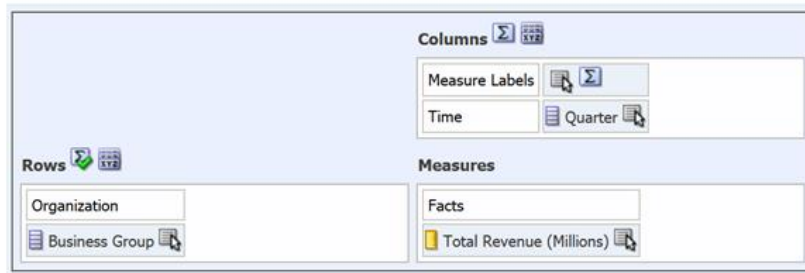 Columns
Measure Labels
Time Quarter
Rows Measures
Organization Facts
Business Group Total Revenue (Millions)